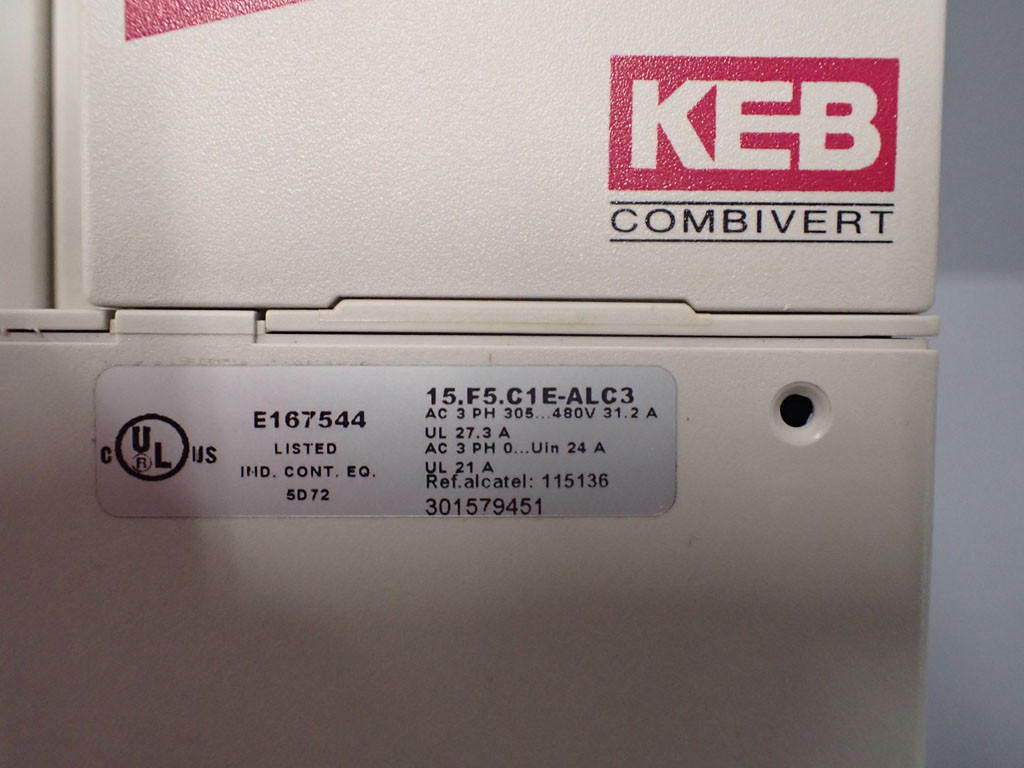 KEB
COMBIVERT
C UL US
®
E167544
LISTED
IND. CONT. EQ.
5D72
15.F5.C1E-ALC3
AC 3 PH 305...480V 31.2 A
UL 27.3 A
AC 3 PH 0...Uin 24 A
UL 21 A
Ref.alcatel: 115136
301579451